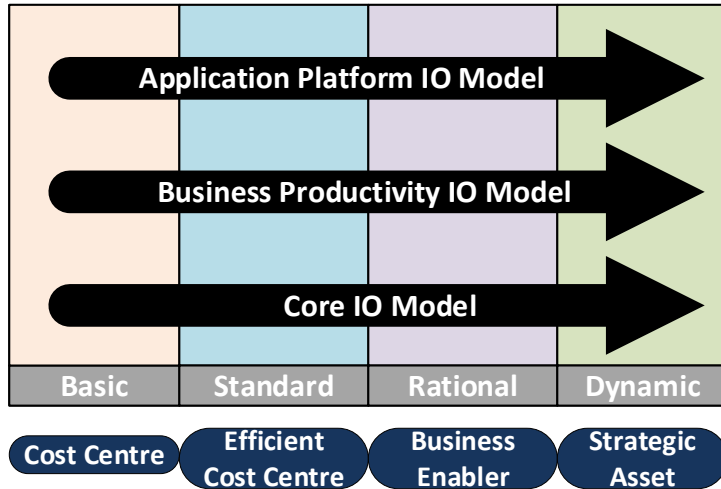 Application Platform IO Model
Business Productivity IO Model
Core IO Model
Basic Standard Rational Dynamic
Cost Centre
Efficient
Cost Centre
Business
Enabler
Strategic
Asset